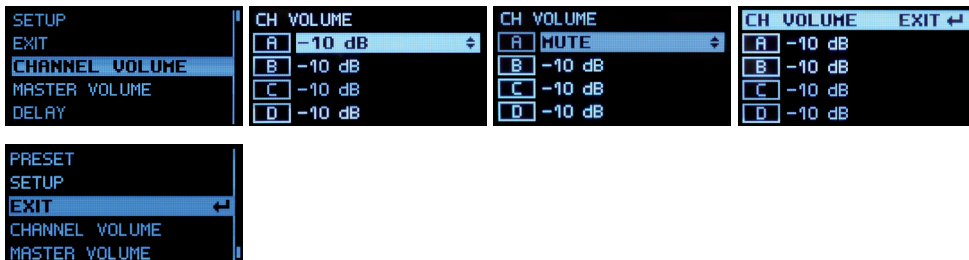 SETUP
EXIT
CHANNEL VOLUME
MASTER VOLUME
DELAY
CH VOLUME
A -10 dB
B -10 dB
C -10 dB
D -10 dB
CH VOLUME
A MUTE
B -10 dB
C -10 dB
D -10 dB
CH VOLUME EXIT
A -10 dB
B -10 dB
C -10 dB
D -10 dB
PRESET
SETUP
EXIT
CHANNEL VOLUME
MASTER VOLUME